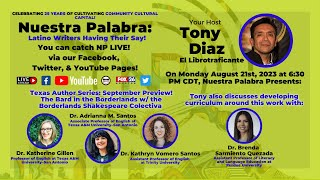 CELEBRATING 25 YEARS OF CULTIVATING COMMUNITY CULTURAL CAPITAL!
Nuestra Palabra:
Latino Writers Having Their Say!
You can catch NP LIVE!
via our Facebook,
Twitter, & YouTube Pages!
LIVE
YouTube
FOX 26
Texas Author Series: September Preview!
The Bard in the Borderlands w/ the
Borderlands Shakespeare Colectiva
Dr. Adrianna M. Santos
Associate Professor of English at
Texas A&M University-San Antonio
Dr. Katherine Gillen
Professor of English at Texas A&M
University-San Antonio
Dr. Kathryn Vomero Santos
Assistant Professor of English
at Trinity University
Your Host
Tony
Diaz
El Librotraficante
On Monday August 21st, 2023 at 6:30
PM CDT, Nuestra Palabra Presents:
Tony also discusses developing
curriculum around this work with:
Dr. Brenda
Sarmiento Quezada
Assistant Professor of Literacy
and Language Education at
Purdue University